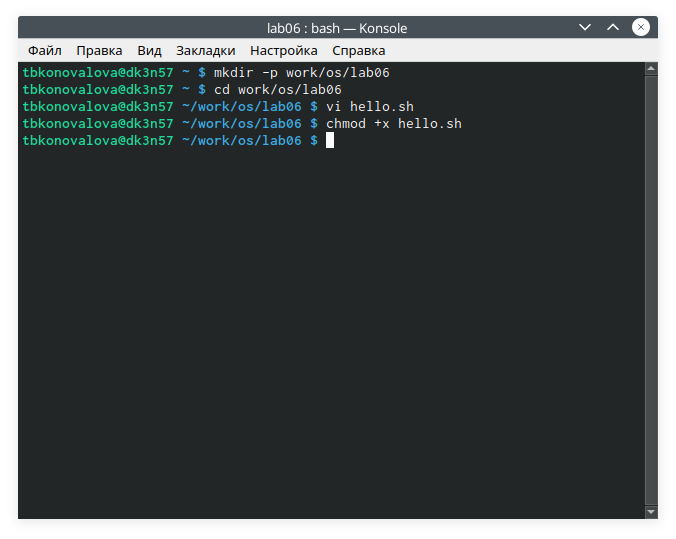 lab06 : bash — Konsole
Файл Правка Вид Закладки Настройка Справка
tbkonovalova@dk3n57 ~ $ mkdir -p work/os/lab06
tbkonovalova@dk3n57 ~ $ cd work/os/lab06
tbkonovalova@dk3n57 ~/work/os/lab06 $ vi hello.sh
tbkonovalova@dk3n57 ~/work/os/lab06 $ chmod +x hello.sh
tbkonovalova@dk3n57 ~/work/os/lab06 $